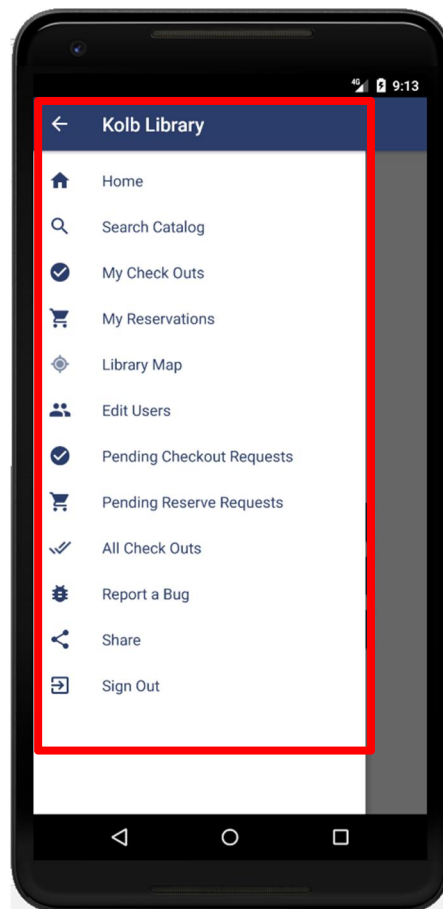 4G 9:13
Kolb Library
Home
Search Catalog
My Check Outs
My Reservations
Library Map
Edit Users
Pending Checkout Requests
Pending Reserve Requests
All Check Outs
Report a Bug
Share
Sign Out